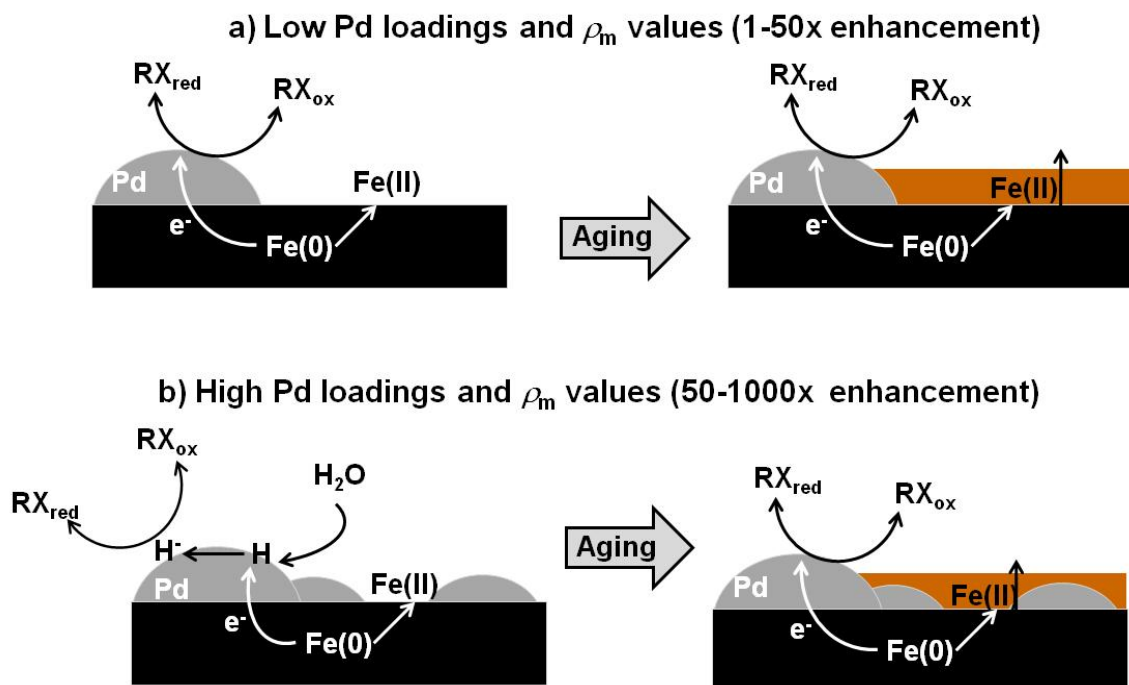 a) Low Pd loadings and ρm values (1-50x enhancement)
RXred
RXox
Pd
Fe(II)
e-
Fe(0)
Aging
RXred
RXox
Pd
Fe(II)
e-
Fe(0)
b) High Pd loadings and ρm values (50-1000x enhancement)
RXox
RXred
H2O
H-
H
Pd
Fe(II)
e-
Fe(0)
Aging
RXred
RXox
Pd
Fe(II)
e-
Fe(0)